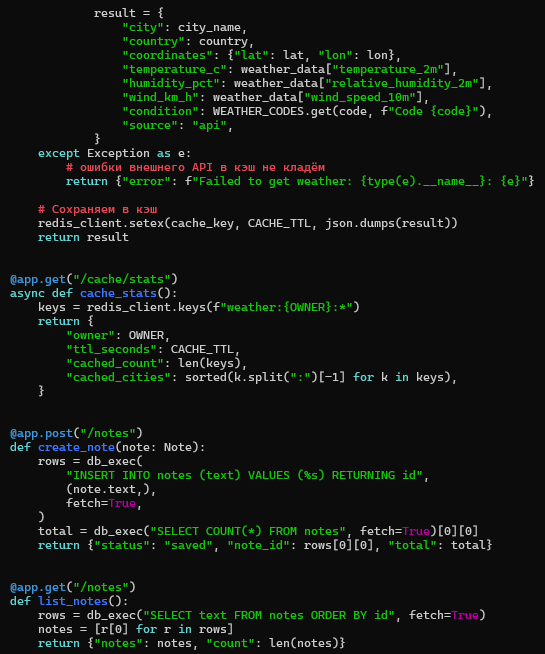 result = {
                "city": city_name,
                "country": country,
                "coordinates": {"lat": lat, "lon": lon},
                "temperature_c": weather_data["temperature_2m"],
                "humidity_pct": weather_data["relative_humidity_2m"],
                "wind_km_h": weather_data["wind_speed_10m"],
                "condition": WEATHER_CODES.get(code, f"Code {code}"),
                "source": "api",
            }
    except Exception as e:
        # ошибки внешнего API в кэш не кладём
        return {"error": f"Failed to get weather: {type(e).__name__}: {e}"}

    # Сохраняем в кэш
    redis_client.setex(cache_key, CACHE_TTL, json.dumps(result))
    return result


@app.get("/cache/stats")
async def cache_stats():
    keys = redis_client.keys(f"weather:{OWNER}:*")
    return {
        "owner": OWNER,
        "ttl_seconds": CACHE_TTL,
        "cached_count": len(keys),
        "cached_cities": sorted(k.split(":")[-1] for k in keys),
    }


@app.post("/notes")
def create_note(note: Note):
    rows = db_exec(
        "INSERT INTO notes (text) VALUES (%s) RETURNING id",
        (note.text,),
        fetch=True,
    )
    total = db_exec("SELECT COUNT(*) FROM notes", fetch=True)[0][0]
    return {"status": "saved", "note_id": rows[0][0], "total": total}


@app.get("/notes")
def list_notes():
    rows = db_exec("SELECT text FROM notes ORDER BY id", fetch=True)
    notes = [r[0] for r in rows]
    return {"notes": notes, "count": len(notes)}